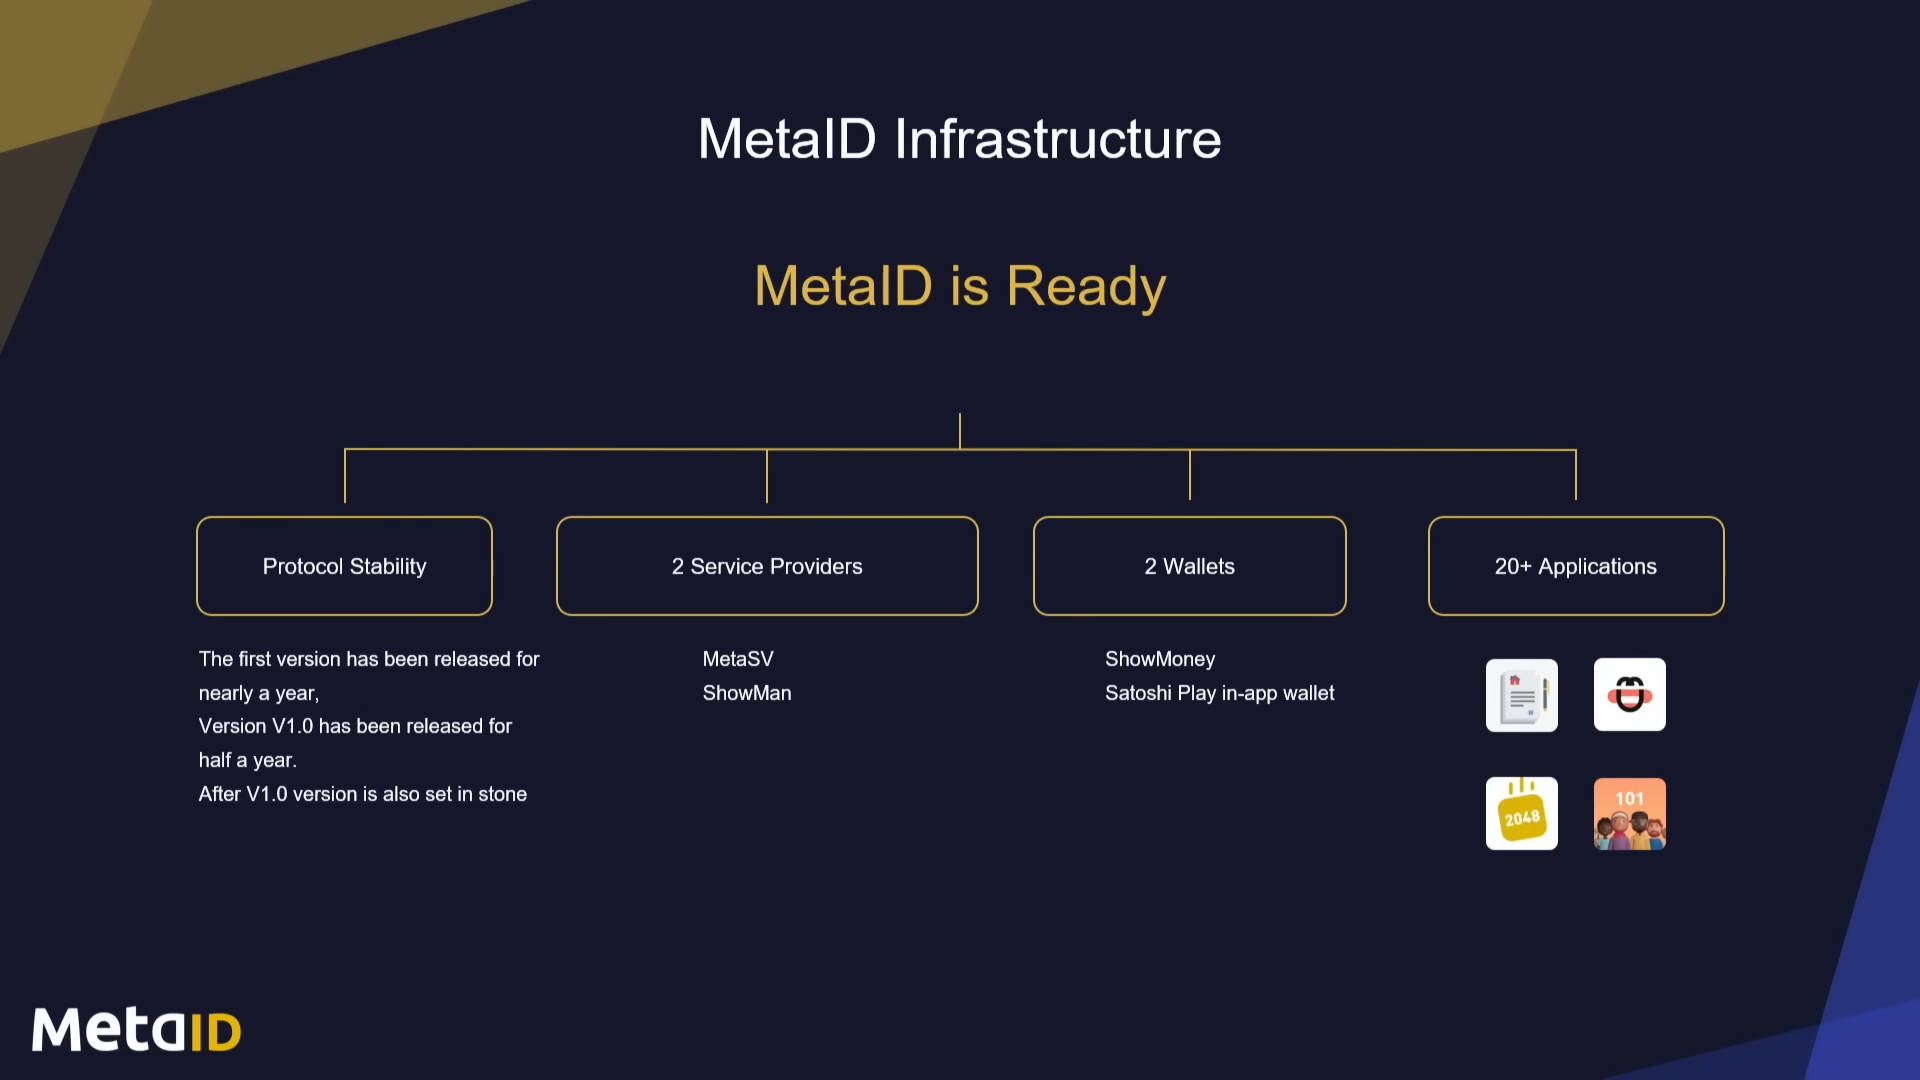 MetaID Infrastructure
MetaID is Ready
Protocol Stability
2 Service Providers
2 Wallets
20+ Applications
The first version has been released for
nearly a year,
Version V1.0 has been released for
half a year.
After V1.0 version is also set in stone
MetaSV
ShowMan
ShowMoney
Satoshi Play in-app wallet
2048
101
MetaID